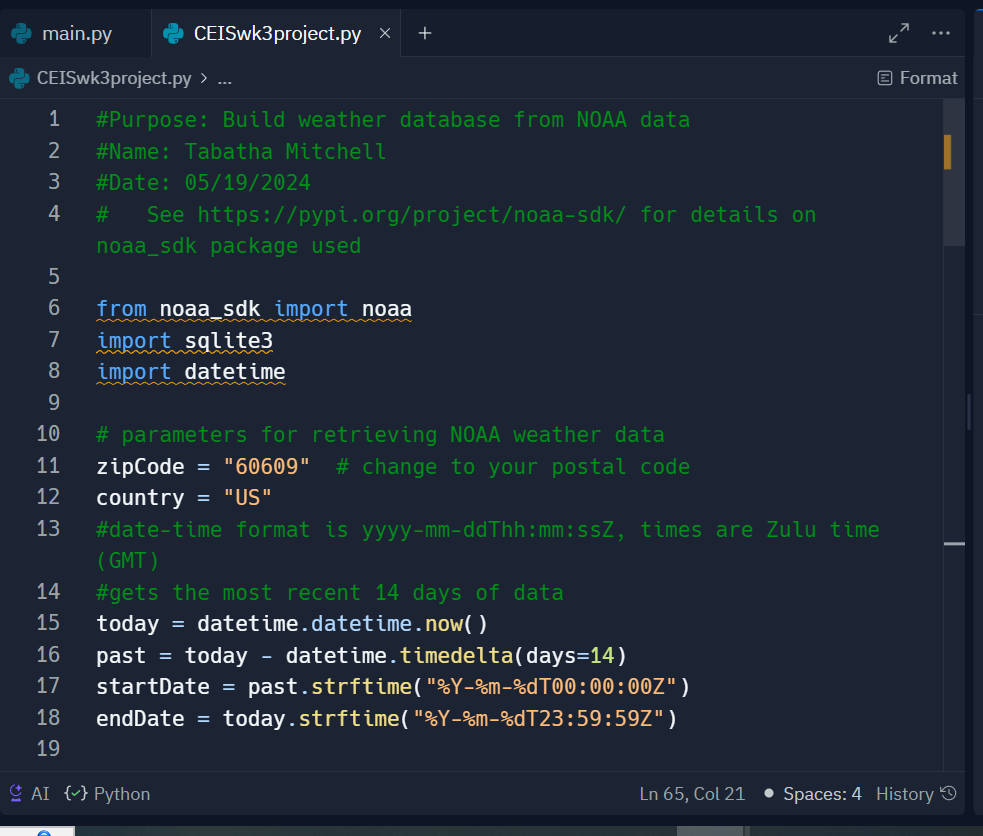 main.py
CEISwk3project.py × +
CEISwk3project.py > ...
Format
1 #Purpose: Build weather database from NOAA data
2 #Name: Tabatha Mitchell
3 #Date: 05/19/2024
4 #   See https://pypi.org/project/noaa-sdk/ for details on
noaa_sdk package used
5
6 from noaa_sdk import noaa
7 import sqlite3
8 import datetime
9
10 # parameters for retrieving NOAA weather data
11 zipCode = "60609"  # change to your postal code
12 country = "US"
13 #date-time format is yyyy-mm-ddThh:mm:ssZ, times are Zulu time
(GMT)
14 #gets the most recent 14 days of data
15 today = datetime.datetime.now()
16 past = today - datetime.timedelta(days=14)
17 startDate = past.strftime("%Y-%m-%dT00:00:00Z")
18 endDate = today.strftime("%Y-%m-%dT23:59:59Z")
19
AI {✓} Python
Ln 65, Col 21 • Spaces: 4 History